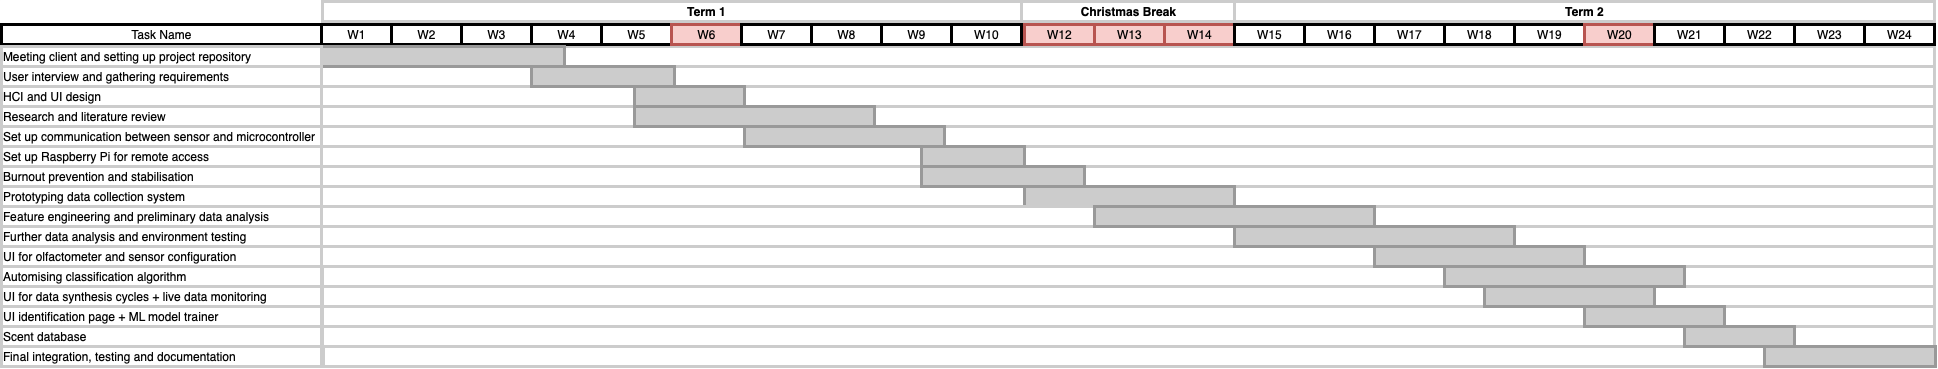 Term 1 Christmas Break Term 2
Task Name W1 W2 W3 W4 W5 W6 W7 W8 W9 W10 W12 W13 W14 W15 W16 W17 W18 W19 W20 W21 W22 W23 W24
Meeting client and setting up project repository
User interview and gathering requirements
HCI and UI design
Research and literature review
Set up communication between sensor and microcontroller
Set up Raspberry Pi for remote access
Burnout prevention and stabilisation
Prototyping data collection system
Feature engineering and preliminary data analysis
Further data analysis and environment testing
UI for olfactometer and sensor configuration
Automising classification algorithm
UI for data synthesis cycles + live data monitoring
UI identification page + ML model trainer
Scent database
Final integration, testing and documentation